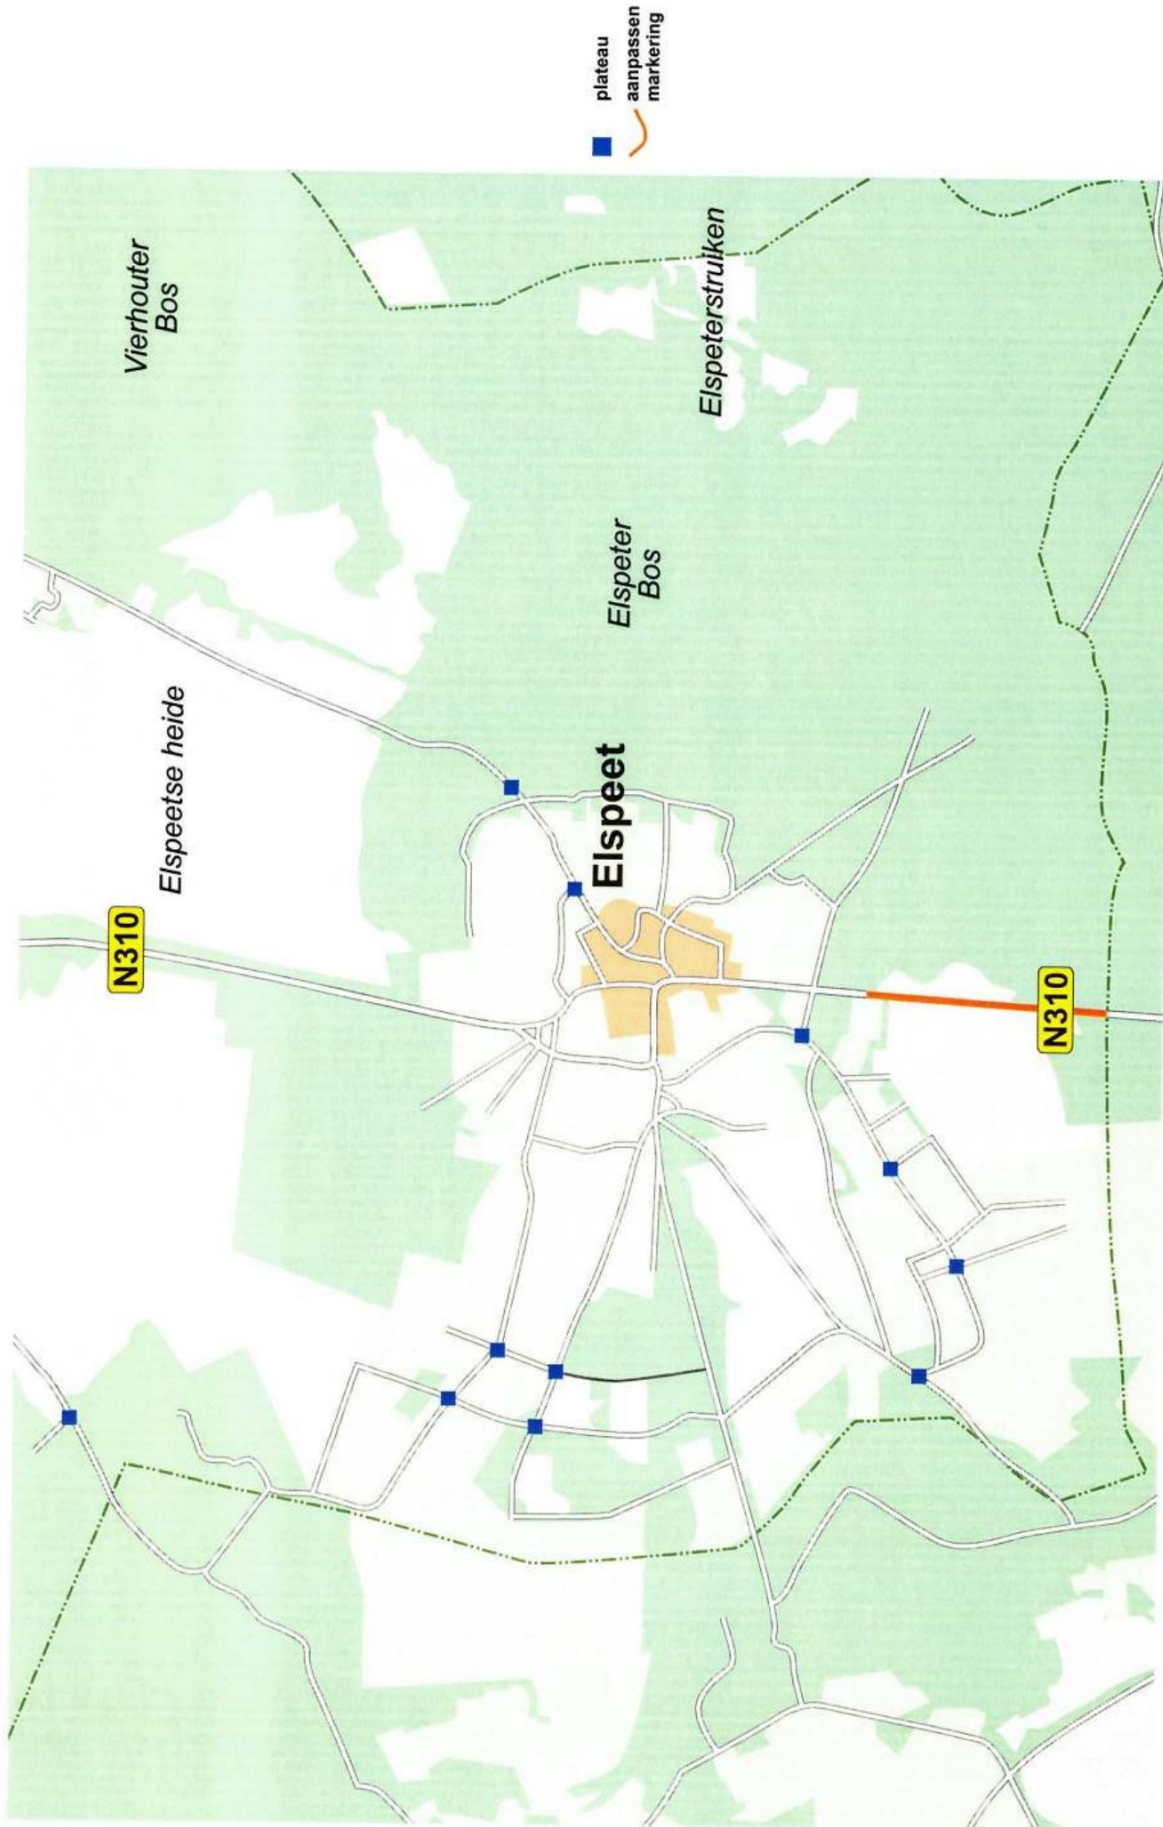 Vierhouter
Bos
Elspeetse heide
N310
Elspeter
Bos
Elspeterstruiken
Elspeet
N310
plateau
aanpassen
markering